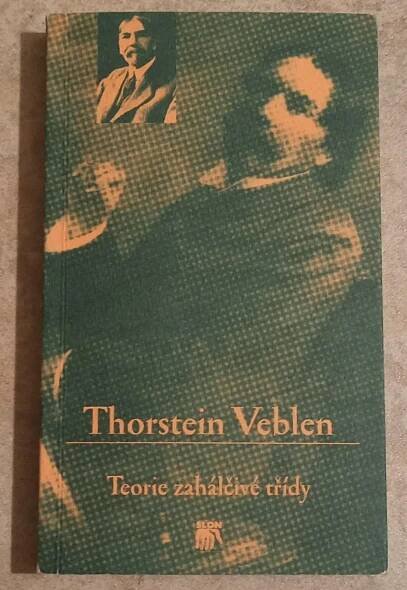 Thorstein Veblen
Teorie zahálčivé třídy
SLON